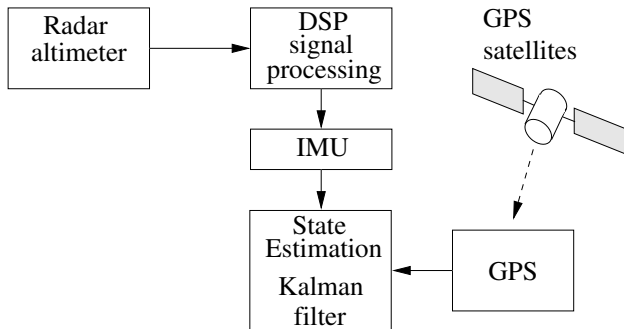 Radar
altimeter
DSP
signal
processing
GPS
satellites
IMU
State
Estimation
Kalman
filter
GPS